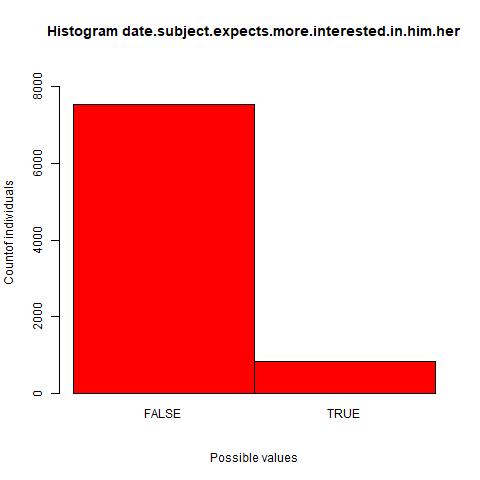 Histogram date.subject.expects.more.interested.in.him.her
8000
6000
4000
2000
0
Countof individuals
FALSE TRUE
Possible values